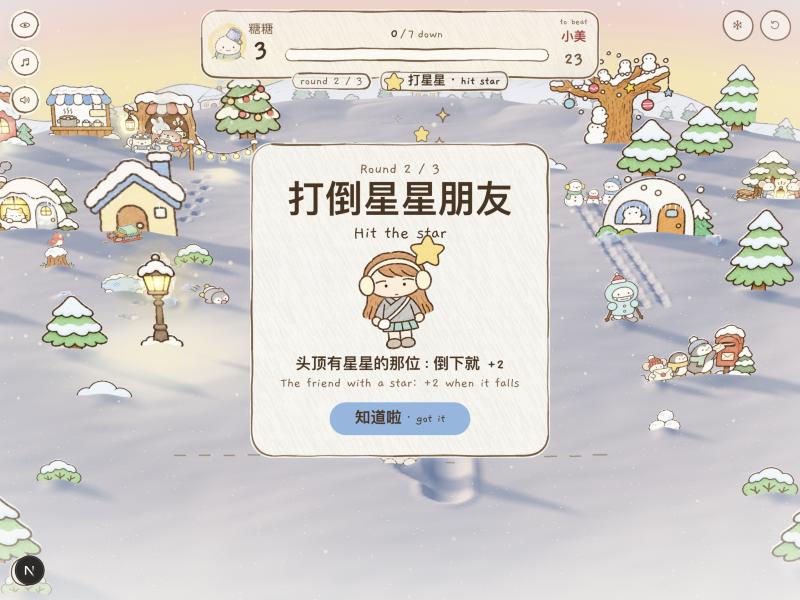 糖糖
3
0/7 down
to beat
小美
23
round 2 / 3
打星星 · hit star
Round 2 / 3
打倒星星朋友
Hit the star
头顶有星星的那位：倒下就 +2
The friend with a star: +2 when it falls
知道啦 · got it
N